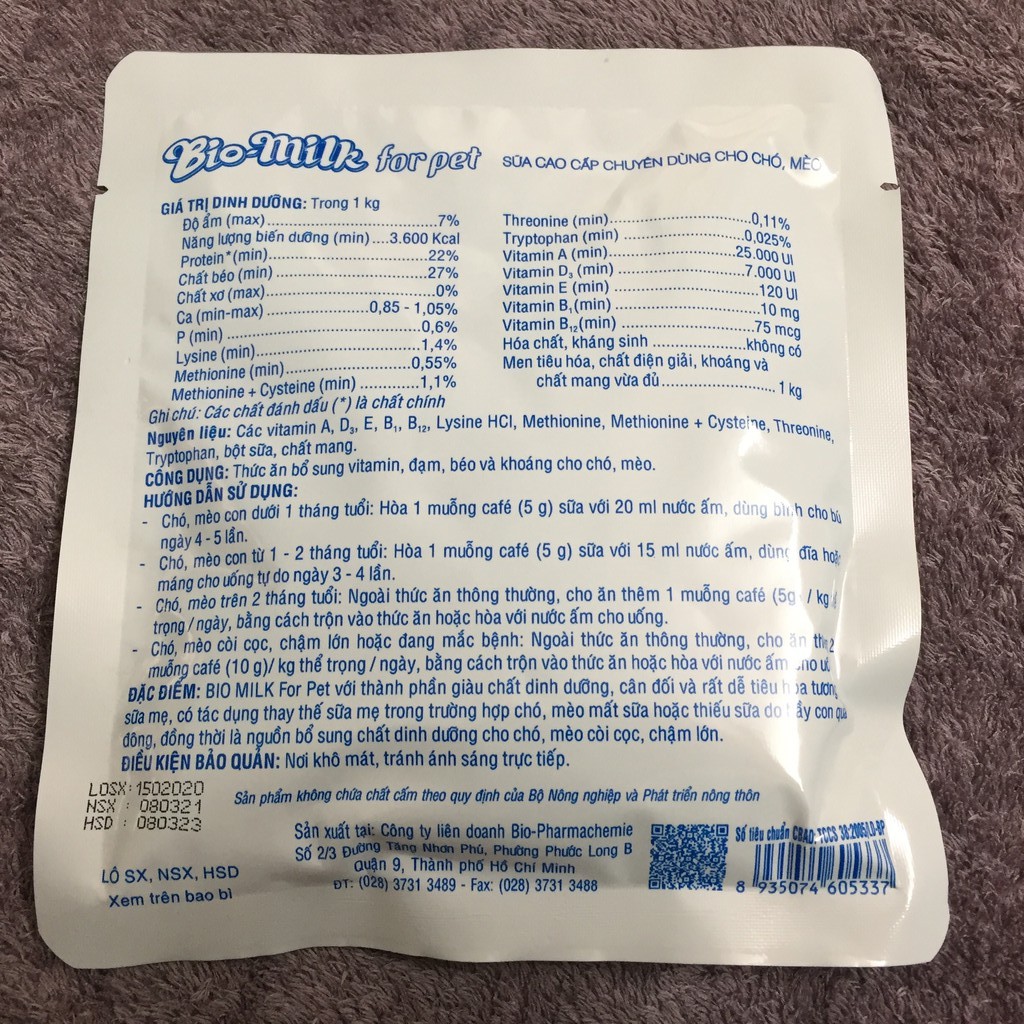 Bio-Milk for pet SỮA CAO CẤP CHUYÊN DÙNG CHO CHÓ, MÈO
GIÁ TRỊ DINH DƯỠNG: Trong 1 kg
Độ ẩm (max)..........7%
Năng lượng biến dưỡng (min)....3.600 Kcal
Protein*(min)..........22%
Chất béo (min)..........27%
Chất xơ (max)..........0%
Ca (min-max)..........0,85 - 1,05%
P (min)..........0,6%
Lysine (min)..........1,4%
Methionine (min)..........0,55%
Methionine + Cysteine (min)..........1,1%
Ghi chú: Các chất đánh dấu (*) là chất chính
Threonine (min)..........0,11%
Tryptophan (min)..........0,025%
Vitamin A (min)..........25.000 UI
Vitamin D₃ (min)..........7.000 UI
Vitamin E (min)..........120 UI
Vitamin B₁(min)..........10 mg
Vitamin B₁₂(min)..........75 mcg
Hóa chất, kháng sinh..........không có
Men tiêu hóa, chất điện giải, khoáng và
chất mang vừa đủ..........1 kg
Nguyên liệu: Các vitamin A, D₃, E, B₁, B₁₂, Lysine HCl, Methionine, Methionine + Cysteine, Threonine,
Tryptophan, bột sữa, chất mang.
CÔNG DỤNG: Thức ăn bổ sung vitamin, đạm, béo và khoáng cho chó, mèo.
HƯỚNG DẪN SỬ DỤNG:
- Chó, mèo con dưới 1 tháng tuổi: Hòa 1 muỗng café (5 g) sữa với 20 ml nước ấm, dùng bình cho bú
ngày 4 - 5 lần.
- Chó, mèo con từ 1 - 2 tháng tuổi: Hòa 1 muỗng café (5 g) sữa với 15 ml nước ấm, dùng đĩa hoặc
máng cho uống tự do ngày 3 - 4 lần.
- Chó, mèo trên 2 tháng tuổi: Ngoài thức ăn thông thường, cho ăn thêm 1 muỗng café (5g) / kg
trọng / ngày, bằng cách trộn vào thức ăn hoặc hòa với nước ấm cho uống.
- Chó, mèo còi cọc, chậm lớn hoặc đang mắc bệnh: Ngoài thức ăn thông thường, cho ăn 2
muỗng café (10 g)/ kg thể trọng / ngày, bằng cách trộn vào thức ăn hoặc hòa với nước ấm cho
ĐẶC ĐIỂM: BIO MILK For Pet với thành phần giàu chất dinh dưỡng, cân đối và rất dễ tiêu hóa tương
sữa mẹ, có tác dụng thay thế sữa mẹ trong trường hợp chó, mèo mất sữa hoặc thiếu sữa do bầy con quá
đông, đồng thời là nguồn bổ sung chất dinh dưỡng cho chó, mèo còi cọc, chậm lớn.
ĐIỀU KIỆN BẢO QUẢN: Nơi khô mát, tránh ánh sáng trực tiếp.
LOSX:1502020
NSX : 080321
HSD : 080323
Sản phẩm không chứa chất cấm theo quy định của Bộ Nông nghiệp và Phát triển nông thôn
LÔ SX, NSX, HSD
Xem trên bao bì
Sản xuất tại: Công ty liên doanh Bio-Pharmachemie
Số 2/3 Đường Tăng Nhơn Phú, Phường Phước Long B
Quận 9, Thành phố Hồ Chí Minh
ĐT: (028) 3731 3489 - Fax: (028) 3731 3488
Số tiêu chuẩn CBAD: TCCS 38:2005/LD-BP
8 935074 605337